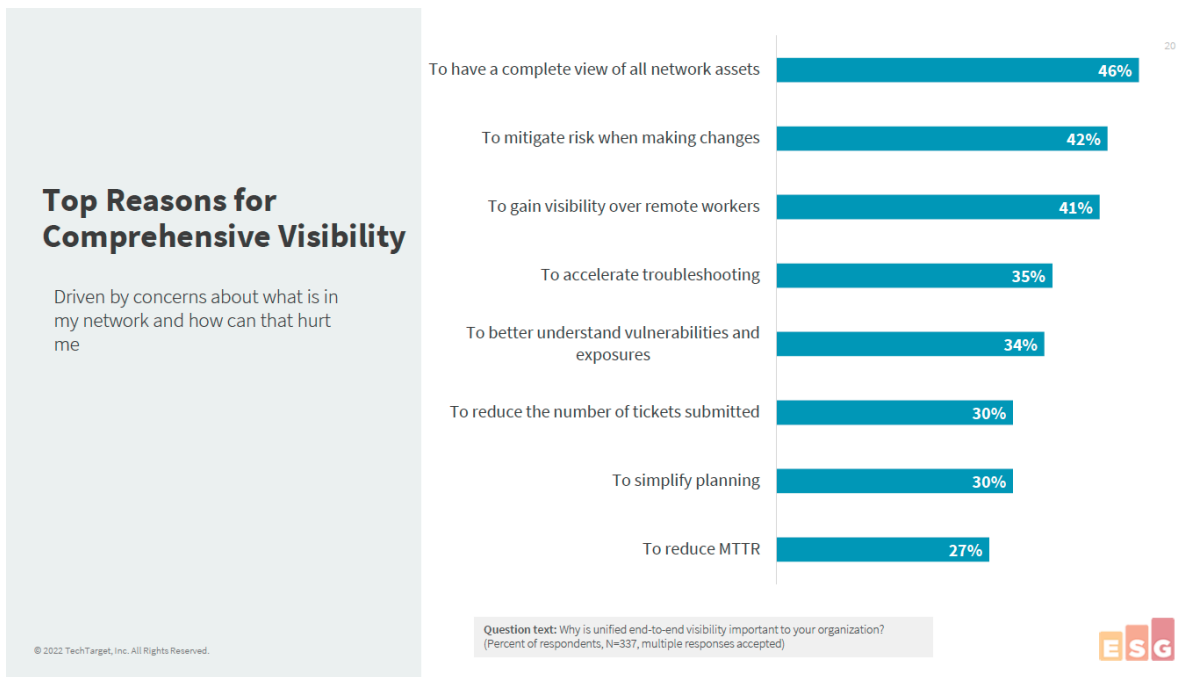 20
Top Reasons for
Comprehensive Visibility
Driven by concerns about what is in
my network and how can that hurt
me
To have a complete view of all network assets
46%
To mitigate risk when making changes
42%
To gain visibility over remote workers
41%
To accelerate troubleshooting
35%
To better understand vulnerabilities and
exposures
34%
To reduce the number of tickets submitted
30%
To simplify planning
30%
To reduce MTTR
27%
Question text: Why is unified end-to-end visibility important to your organization?
(Percent of respondents, N=337, multiple responses accepted)
© 2022 TechTarget, Inc. All Rights Reserved.
ESG